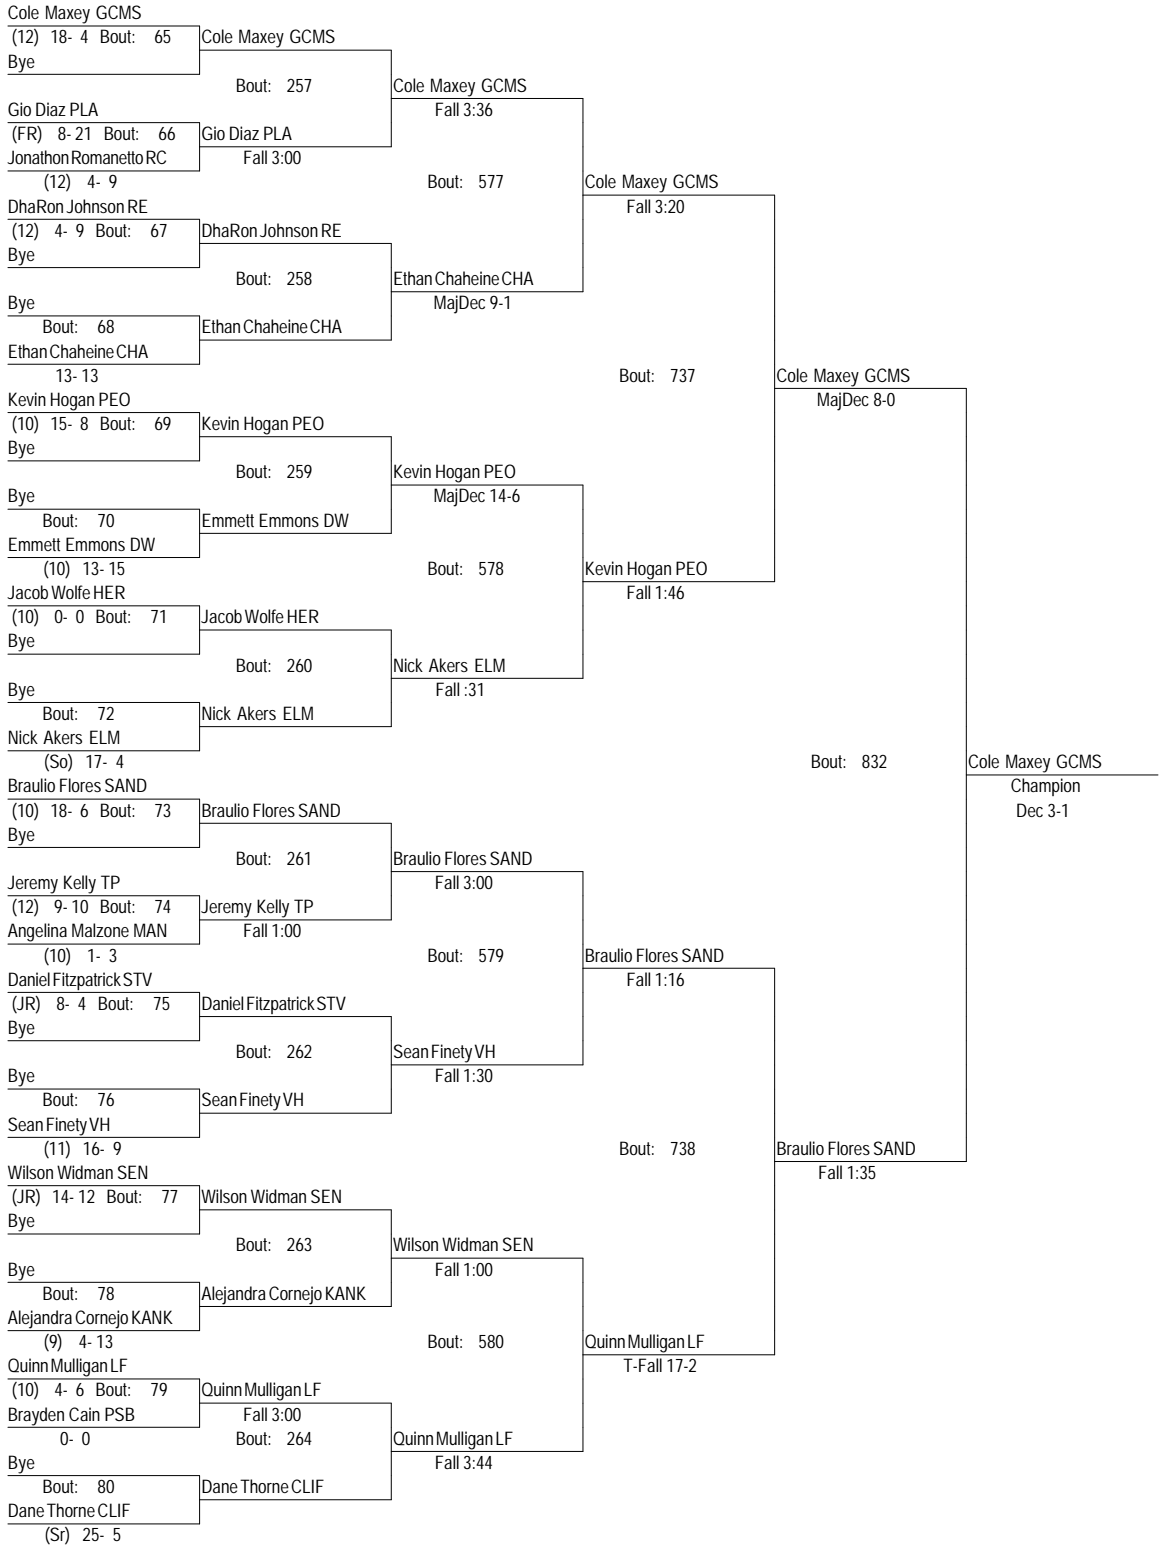 Cole Maxey GCMS
(12) 18- 4 Bout: 65 Cole Maxey GCMS
Bye
Bout: 257 Cole Maxey GCMS
Gio Diaz PLA Fall 3:36
(FR) 8- 21 Bout: 66 Gio Diaz PLA
Jonathon Romanetto RC Fall 3:00
(12) 4- 9 Bout: 577 Cole Maxey GCMS
DhaRon Johnson RE Fall 3:20
(12) 4- 9 Bout: 67 DhaRon Johnson RE
Bye
Bout: 258 Ethan Chaheine CHA
Bye MajDec 9-1
Bout: 68 Ethan Chaheine CHA
Ethan Chaheine CHA
13- 13 Bout: 737 Cole Maxey GCMS
Kevin Hogan PEO MajDec 8-0
(10) 15- 8 Bout: 69 Kevin Hogan PEO
Bye
Bout: 259 Kevin Hogan PEO
Bye MajDec 14-6
Bout: 70 Emmett Emmons DW
Emmett Emmons DW
(10) 13- 15 Bout: 578 Kevin Hogan PEO
Jacob Wolfe HER Fall 1:46
(10) 0- 0 Bout: 71 Jacob Wolfe HER
Bye
Bout: 260 Nick Akers ELM
Bye Fall :31
Bout: 72 Nick Akers ELM
Nick Akers ELM
(So) 17- 4 Bout: 832 Cole Maxey GCMS
Braulio Flores SAND Champion
(10) 18- 6 Bout: 73 Braulio Flores SAND Dec 3-1
Bye
Bout: 261 Braulio Flores SAND
Jeremy Kelly TP Fall 3:00
(12) 9- 10 Bout: 74 Jeremy Kelly TP
Angelina Malzone MAN Fall 1:00
(10) 1- 3 Bout: 579 Braulio Flores SAND
Daniel Fitzpatrick STV Fall 1:16
(JR) 8- 4 Bout: 75 Daniel Fitzpatrick STV
Bye
Bout: 262 Sean Finety VH
Bye Fall 1:30
Bout: 76 Sean Finety VH
Sean Finety VH
(11) 16- 9 Bout: 738 Braulio Flores SAND
Wilson Widman SEN Fall 1:35
(JR) 14- 12 Bout: 77 Wilson Widman SEN
Bye
Bout: 263 Wilson Widman SEN
Bye Fall 1:00
Bout: 78 Alejandra Cornejo KANK
Alejandra Cornejo KANK
(9) 4- 13 Bout: 580 Quinn Mulligan LF
Quinn Mulligan LF T-Fall 17-2
(10) 4- 6 Bout: 79 Quinn Mulligan LF
Brayden Cain PSB Fall 3:00
0- 0 Bout: 264 Quinn Mulligan LF
Bye Fall 3:44
Bout: 80 Dane Thorne CLIF
Dane Thorne CLIF
(Sr) 25- 5